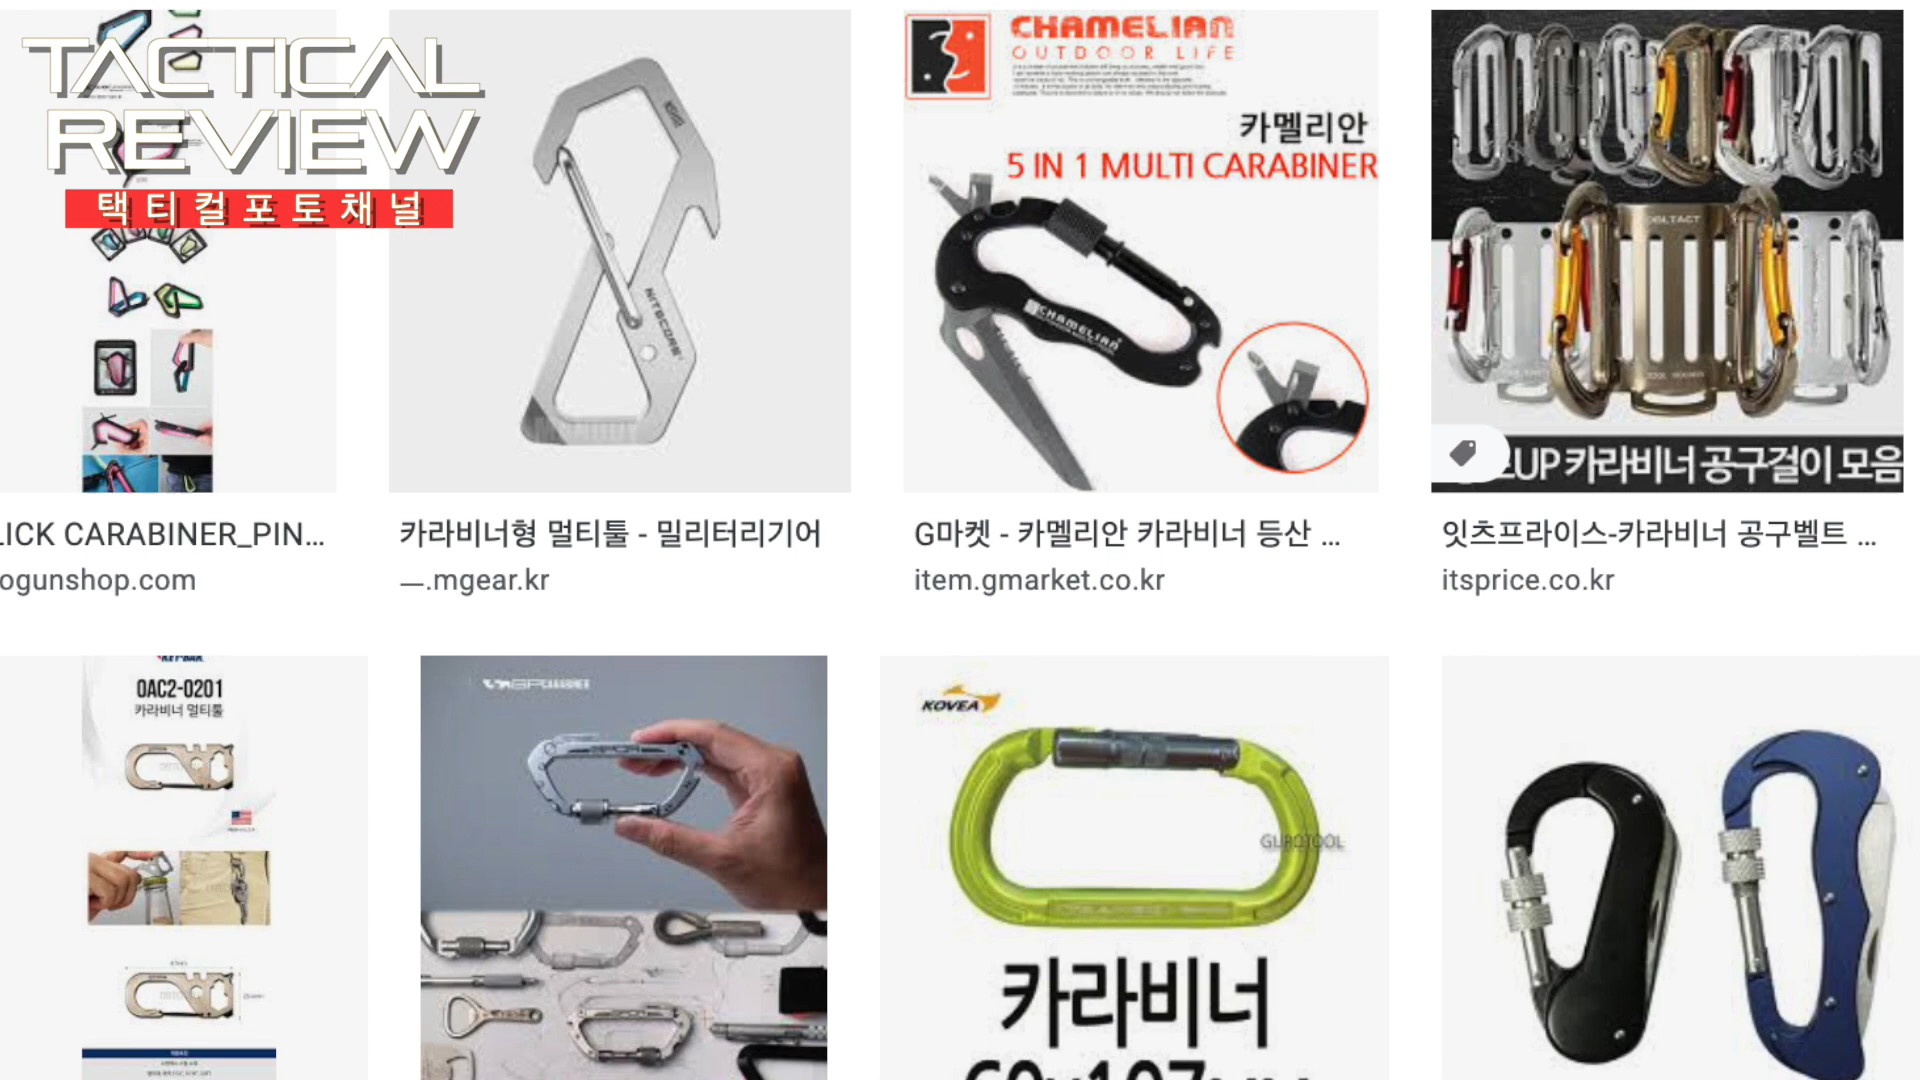 TACTICAL
REVIEW
택티컬포토채널
CHAMELIAN
OUTDOOR LIFE
카멜리안
5 IN 1 MULTI CARABINER
NITECORE
CHAMELIAN
UP 카라비너 공구걸이 모음
LICK CARABINER_PIN...
ogunshop.com
카라비너형 멀티툴 - 밀리터리기어
—.mgear.kr
G마켓 - 카멜리안 카라비너 등산 ...
item.gmarket.co.kr
잇츠프라이스-카라비너 공구벨트 ...
itsprice.co.kr
OAC2-0201
카라비너 멀티툴
KOVEA
GUROTOOL
카라비너